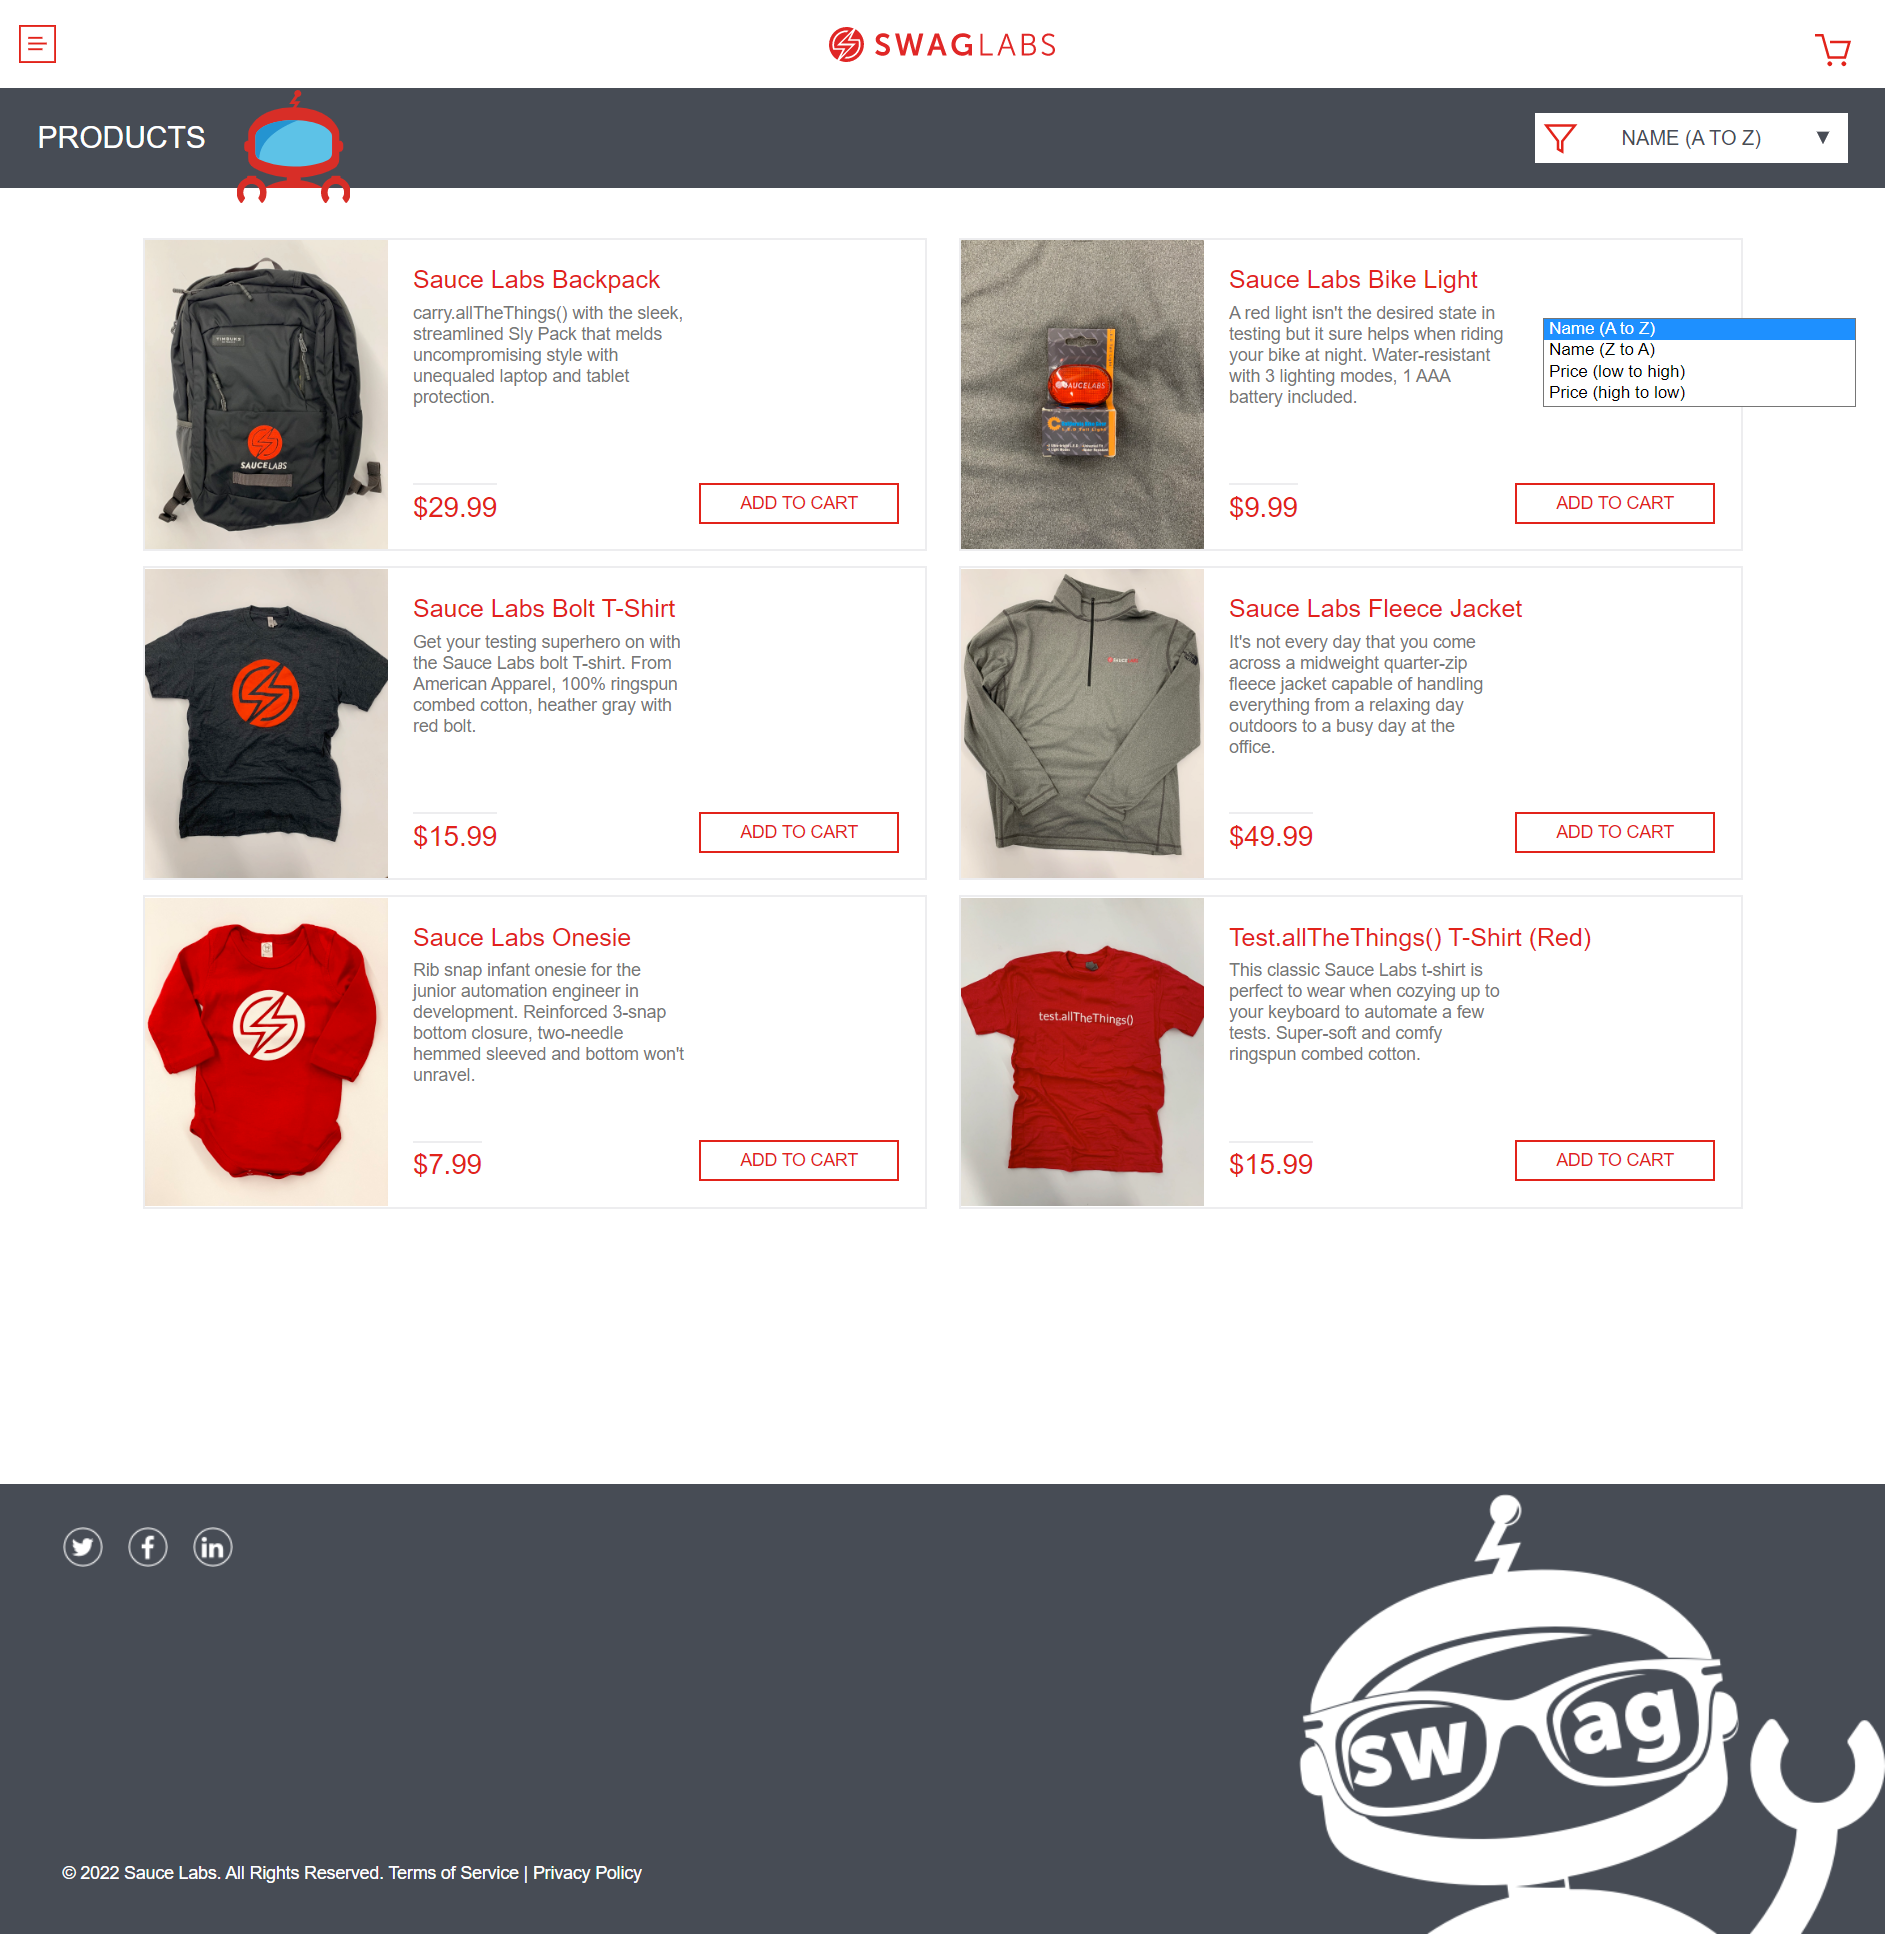 SWAGLABS
PRODUCTS
NAME (A TO Z) ▼
Sauce Labs Backpack
carry.allTheThings() with the sleek,
streamlined Sly Pack that melds
uncompromising style with
unequaled laptop and tablet
protection.
TIMBUK2
SAUCELABS
$29.99
ADD TO CART
Sauce Labs Bike Light
A red light isn't the desired state in
testing but it sure helps when riding
your bike at night. Water-resistant
with 3 lighting modes, 1 AAA
battery included.
SAUCELABS
$9.99
ADD TO CART
Name (A to Z)
Name (Z to A)
Price (low to high)
Price (high to low)
Sauce Labs Bolt T-Shirt
Get your testing superhero on with
the Sauce Labs bolt T-shirt. From
American Apparel, 100% ringspun
combed cotton, heather gray with
red bolt.
$15.99
ADD TO CART
Sauce Labs Fleece Jacket
It's not every day that you come
across a midweight quarter-zip
fleece jacket capable of handling
everything from a relaxing day
outdoors to a busy day at the
office.
$49.99
ADD TO CART
Sauce Labs Onesie
Rib snap infant onesie for the
junior automation engineer in
development. Reinforced 3-snap
bottom closure, two-needle
hemmed sleeved and bottom won't
unravel.
$7.99
ADD TO CART
Test.allTheThings() T-Shirt (Red)
This classic Sauce Labs t-shirt is
perfect to wear when cozying up to
your keyboard to automate a few
tests. Super-soft and comfy
ringspun combed cotton.
test.allTheThings()
$15.99
ADD TO CART
swag
© 2022 Sauce Labs. All Rights Reserved. Terms of Service | Privacy Policy